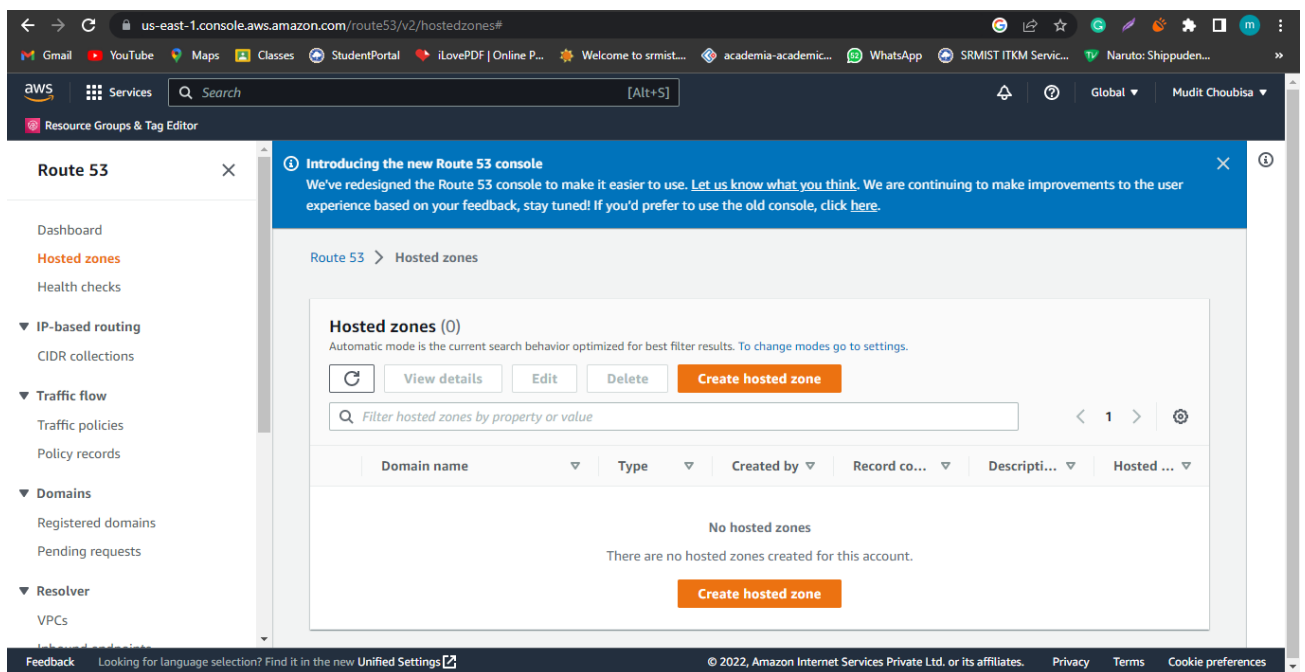 us-east-1.console.aws.amazon.com/route53/v2/hostedzones#
Gmail YouTube Maps Classes StudentPortal iLovePDF | Online P... Welcome to srmist.... academia-academic... WhatsApp SRMIST ITKM Servic... Naruto: Shippuden... »
aws Services Search [Alt+S] Global ▼ Mudit Choubisa ▼
Resource Groups & Tag Editor
Route 53
Dashboard
Hosted zones
Health checks
▼ IP-based routing
CIDR collections
▼ Traffic flow
Traffic policies
Policy records
▼ Domains
Registered domains
Pending requests
▼ Resolver
VPCs
Introducing the new Route 53 console
We've redesigned the Route 53 console to make it easier to use. Let us know what you think. We are continuing to make improvements to the user
experience based on your feedback, stay tuned! If you'd prefer to use the old console, click here.
Route 53 > Hosted zones
Hosted zones (0)
Automatic mode is the current search behavior optimized for best filter results. To change modes go to settings.
View details Edit Delete Create hosted zone
Filter hosted zones by property or value < 1 >
Domain name Type Created by Record co... Descripti... Hosted ...
No hosted zones
There are no hosted zones created for this account.
Create hosted zone
Feedback Looking for language selection? Find it in the new Unified Settings © 2022, Amazon Internet Services Private Ltd. or its affiliates. Privacy Terms Cookie preferences